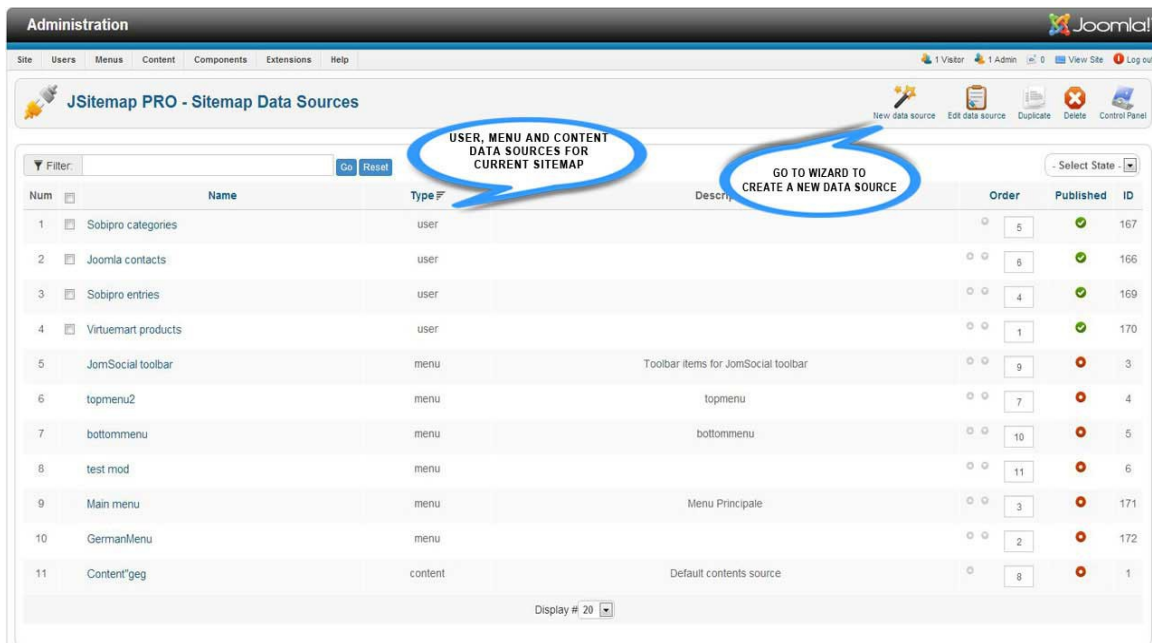 Administration
Joomla!
Site Users Menus Content Components Extensions Help
1 Visitor 1 Admin 0 View Site Log out
JSitemap PRO - Sitemap Data Sources
New data source Edit data source Duplicate Delete Control Panel
USER, MENU AND CONTENT
DATA SOURCES FOR
CURRENT SITEMAP
GO TO WIZARD TO
CREATE A NEW DATA SOURCE
Filter: Go Reset - Select State -
Num Name Type Descrip Order Published ID
1 Sobipro categories user 5 167
2 Joomla contacts user 6 166
3 Sobipro entries user 4 169
4 Virtuemart products user 1 170
5 JomSocial toolbar menu Toolbar items for JomSocial toolbar 9 3
6 topmenu2 menu topmenu 7 4
7 bottommenu menu bottommenu 10 5
8 test mod menu 11 6
9 Main menu menu Menu Principale 3 171
10 GermanMenu menu 2 172
11 Content"geg content Default contents source 8 1
Display # 20